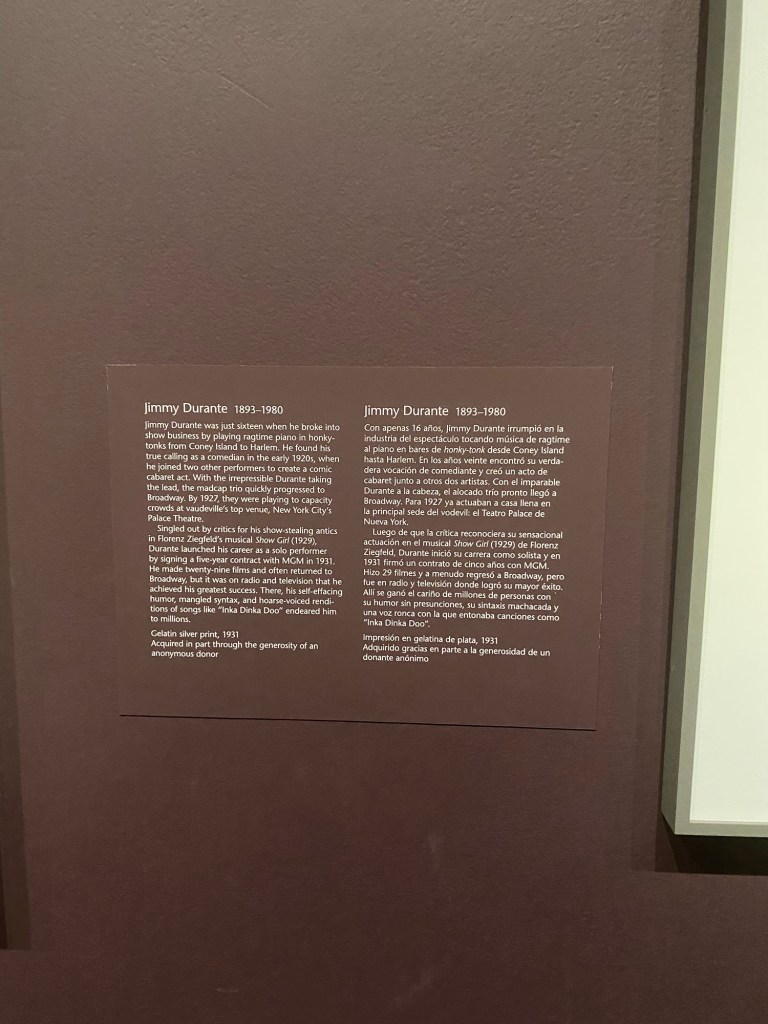 Jimmy Durante 1893–1980
Jimmy Durante was just sixteen when he broke into
show business by playing ragtime piano in honky-
tonks from Coney Island to Harlem. He found his
true calling as a comedian in the early 1920s, when
he joined two other performers to create a comic
cabaret act. With the irrepressible Durante taking
the lead, the madcap trio quickly progressed to
Broadway. By 1927, they were playing to capacity
crowds at vaudeville's top venue, New York City's
Palace Theatre.
Singled out by critics for his show-stealing antics
in Florenz Ziegfeld's musical Show Girl (1929),
Durante launched his career as a solo performer
by signing a five-year contract with MGM in 1931.
He made twenty-nine films and often returned to
Broadway, but it was on radio and television that he
achieved his greatest success. There, his self-effacing
humor, mangled syntax, and hoarse-voiced rendi-
tions of songs like "Inka Dinka Doo" endeared him
to millions.
Gelatin silver print, 1931
Acquired in part through the generosity of an
anonymous donor
Jimmy Durante 1893–1980
Con apenas 16 años, Jimmy Durante irrumpió en la
industria del espectáculo tocando música de ragtime
al piano en bares de honky-tonk desde Coney Island
hasta Harlem. En los años veinte encontró su verda-
dera vocación de comediante y creó un acto de
cabaret junto a otros dos artistas. Con el imparable
Durante a la cabeza, el alocado trío pronto llegó a
Broadway. Para 1927 ya actuaban a casa llena en
la principal sede del vodevil: el Teatro Palace de
Nueva York.
Luego de que la crítica reconociera su sensacional
actuación en el musical Show Girl (1929) de Florenz
Ziegfeld, Durante inició su carrera como solista y en
1931 firmó un contrato de cinco años con MGM.
Hizo 29 filmes y a menudo regresó a Broadway, pero
fue en radio y televisión donde logró su mayor éxito.
Allí se ganó el cariño de millones de personas con
su humor sin presunciones, su sintaxis machacada y
una voz ronca con la que entonaba canciones como
"Inka Dinka Doo".
Impresión en gelatina de plata, 1931
Adquirido gracias en parte a la generosidad de un
donante anónimo